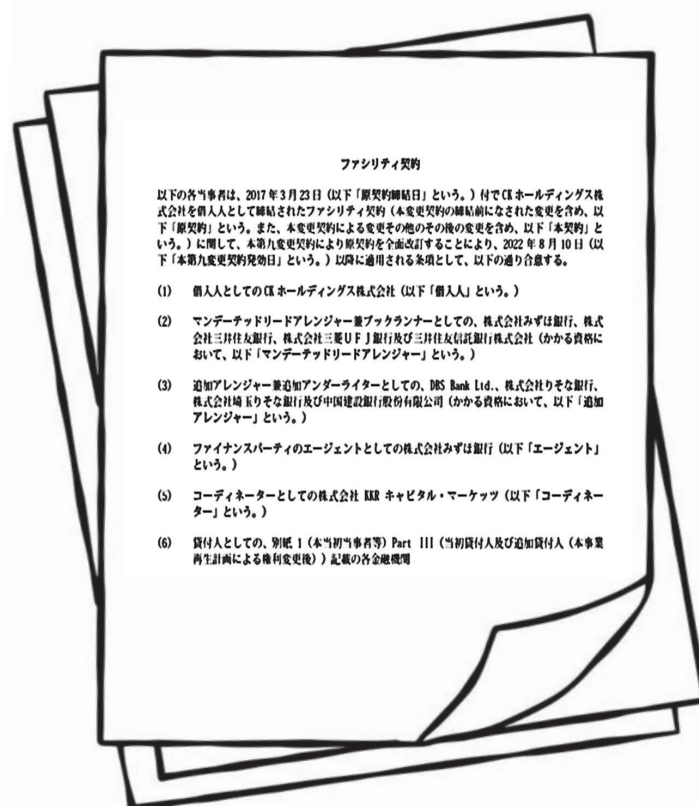 ファシリティ契約
以下の各当事者は、2017 年 3 月 23 日（以下「原契約締結日」という。）付で CK ホールディングス株
式会社を借入人として締結されたファシリティ契約（本変更契約の締結前になされた変更を含め、以
下「原契約」という。また、本変更契約による変更その他のその後の変更を含め、以下「本契約」と
いう。）に関して、本第九変更契約により原契約を全面改訂することにより、2022 年 8 月 10 日（以
下「本第九変更契約発効日」という。）以降に適用される条項として、以下の通り合意する。
(1) 借入人としての CK ホールディングス株式会社（以下「借入人」という。）
(2) マンデーテッドリードアレンジャー兼ブックランナーとしての、株式会社みずほ銀行、株式
会社三井住友銀行、株式会社三菱ＵＦＪ銀行及び三井住友信託銀行株式会社（かかる資格に
おいて、以下「マンデーテッドリードアレンジャー」という。）
(3) 追加アレンジャー兼追加アンダーライターとしての、DBS Bank Ltd.、株式会社りそな銀行、
株式会社埼玉りそな銀行及び中国建設銀行股份有限公司（かかる資格において、以下「追加
アレンジャー」という。）
(4) ファイナンスパーティのエージェントとしての株式会社みずほ銀行（以下「エージェント」
という。）
(5) コーディネーターとしての株式会社 KKR キャピタル・マーケッツ（以下「コーディネー
ター」という。）
(6) 貸付人としての、別紙 1（本当初当事者等）Part III（当初貸付人及び追加貸付人（本事業
再生計画による権利変更後））記載の各金融機関